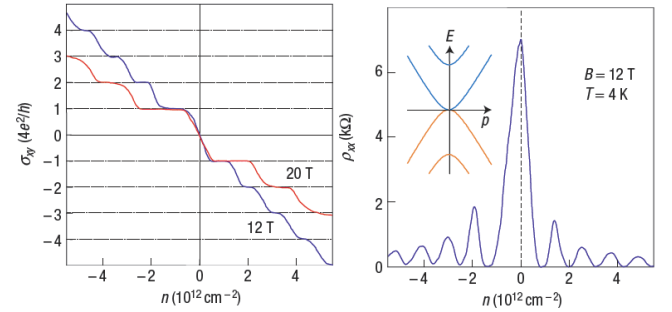 4
3
2
1
0
−1
−2
−3
−4
σxy (4e²/h)
20 T
12 T
−4 −2 0 2 4
n (10¹² cm⁻²)
6
4
2
0
ρxx (kΩ)
E
p
B = 12 T
T = 4 K
−4 −2 0 2 4
n (10¹² cm⁻²)